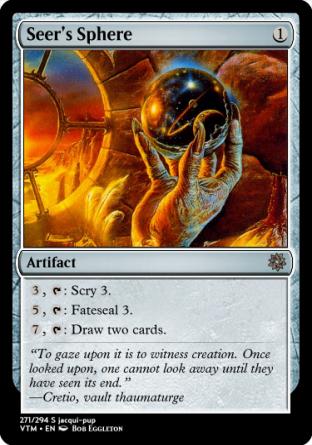 Seer's Sphere 1
Artifact
3, T: Scry 3.
5, T: Fateseal 3.
7, T: Draw two cards.
"To gaze upon it is to witness creation. Once
looked upon, one cannot look away until they
have seen its end."
—Cretio, vault thaumaturge
271/294 S jacqui-pup
VTM • EN Bob Eggleton